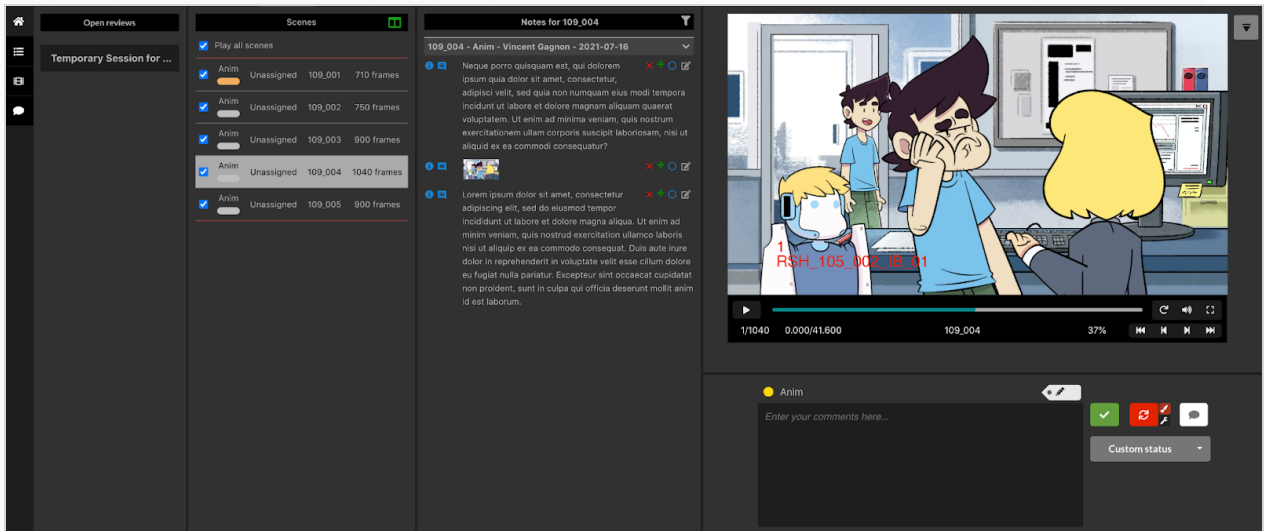 Open reviews
Temporary Session for ...
Scenes
Play all scenes
Anim
Unassigned 109_001 710 frames
Anim
Unassigned 109_002 750 frames
Anim
Unassigned 109_003 900 frames
Anim
Unassigned 109_004 1040 frames
Anim
Unassigned 109_005 900 frames
Notes for 109_004
109_004 - Anim - Vincent Gagnon - 2021-07-16
Neque porro quisquam est, qui dolorem
ipsum quia dolor sit amet, consectetur,
adipisci velit, sed quia non numquam eius modi tempora
incidunt ut labore et dolore magnam aliquam quaerat
voluptatem. Ut enim ad minima veniam, quis nostrum
exercitationem ullam corporis suscipit laboriosam, nisi ut
aliquid ex ea commodi consequatur?
Lorem ipsum dolor sit amet, consectetur
adipiscing elit, sed do eiusmod tempor
incididunt ut labore et dolore magna aliqua. Ut enim ad
minim veniam, quis nostrud exercitation ullamco laboris
nisi ut aliquip ex ea commodo consequat. Duis aute irure
dolor in reprehenderit in voluptate velit esse cillum dolore
eu fugiat nulla pariatur. Excepteur sint occaecat cupidatat
non proident, sunt in culpa qui officia deserunt mollit anim
id est laborum.
1
RSH_105_002_IB_01
1/1040 0.000/41.600 109_004 37%
Anim
Enter your comments here...
Custom status